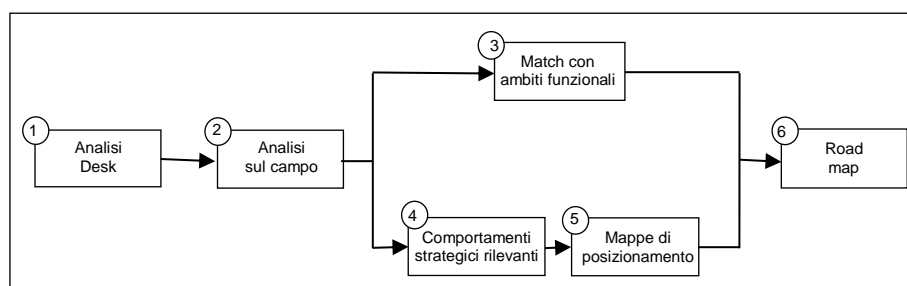 1
Analisi
Desk
2
Analisi
sul campo
3
Match con
ambiti funzionali
4
Comportamenti
strategici rilevanti
5
Mappe di
posizionamento
6
Road
map